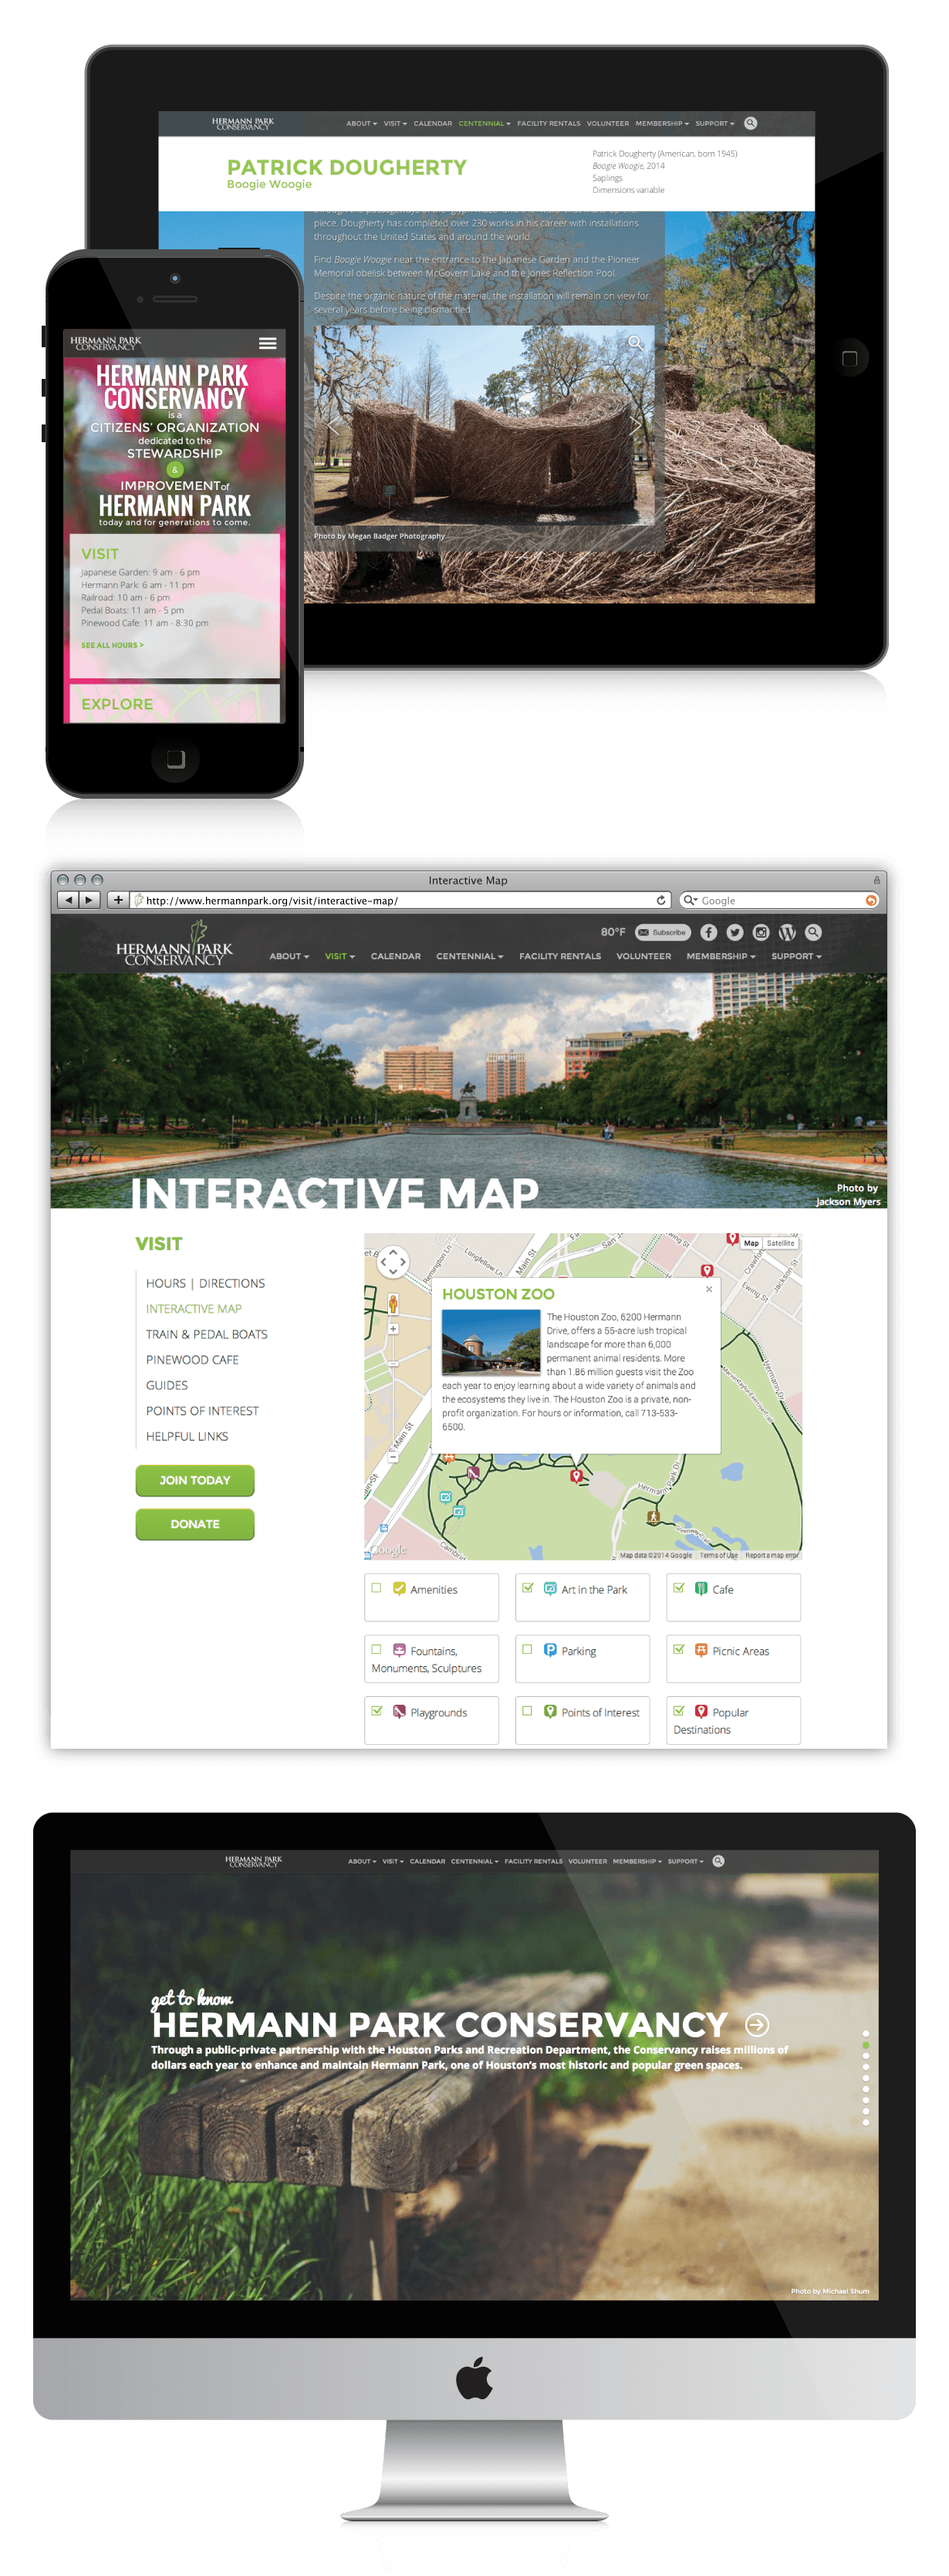 HERMANN PARK
CONSERVANCY
ABOUT VISIT CALENDAR CENTENNIAL FACILITY RENTALS VOLUNTEER MEMBERSHIP SUPPORT
PATRICK DOUGHERTY
Boogie Woogie
Patrick Dougherty (American, born 1945)
Boogie Woogie, 2014
Saplings
Dimensions variable
piece. Dougherty has completed over 230 works in his career with installations
throughout the United States and around the world.
Find Boogie Woogie near the entrance to the Japanese Garden and the Pioneer
Memorial obelisk between McGovern Lake and the Jones Reflection Pool.
Despite the organic nature of the material, the installation will remain on view for
several years before being dismantled.
Photo by Megan Badger Photography.
HERMANN PARK
CONSERVANCY
HERMANN PARK
CONSERVANCY
is a
CITIZENS' ORGANIZATION
dedicated to the
STEWARDSHIP
&
IMPROVEMENT of
HERMANN PARK
today and for generations to come.
VISIT
Japanese Garden: 9 am - 6 pm
Hermann Park: 6 am - 11 pm
Railroad: 10 am - 6 pm
Pedal Boats: 11 am - 5 pm
Pinewood Cafe: 11 am - 8:30 pm
SEE ALL HOURS >
EXPLORE
Interactive Map
http://www.hermannpark.org/visit/interactive-map/
Google
HERMANN PARK
CONSERVANCY
80°F Subscribe
ABOUT VISIT CALENDAR CENTENNIAL FACILITY RENTALS VOLUNTEER MEMBERSHIP SUPPORT
INTERACTIVE MAP
Photo by
Jackson Myers
VISIT
HOURS | DIRECTIONS
INTERACTIVE MAP
TRAIN & PEDAL BOATS
PINEWOOD CAFE
GUIDES
POINTS OF INTEREST
HELPFUL LINKS
JOIN TODAY
DONATE
Map Satellite
Longfellow Ln
Main St
Ewing St
Crawford
Jackson St
Ewing St
HOUSTON ZOO
The Houston Zoo, 6200 Hermann
Drive, offers a 55-acre lush tropical
landscape for more than 6,000
permanent animal residents. More
than 1.86 million guests visit the Zoo
each year to enjoy learning about a wide variety of animals and
the ecosystems they live in. The Houston Zoo is a private, non-
profit organization. For hours or information, call 713-533-
6500.
Main St
Hermann Park Dr
Google
Map data ©2014 Google Terms of Use Report a map error
Amenities
Art in the Park
Cafe
Fountains,
Monuments, Sculptures
Parking
Picnic Areas
Playgrounds
Points of Interest
Popular
Destinations
HERMANN PARK
CONSERVANCY
ABOUT VISIT CALENDAR CENTENNIAL FACILITY RENTALS VOLUNTEER MEMBERSHIP SUPPORT
get to know
HERMANN PARK CONSERVANCY
Through a public-private partnership with the Houston Parks and Recreation Department, the Conservancy raises millions of
dollars each year to enhance and maintain Hermann Park, one of Houston's most historic and popular green spaces.
Photo by Michael Shum